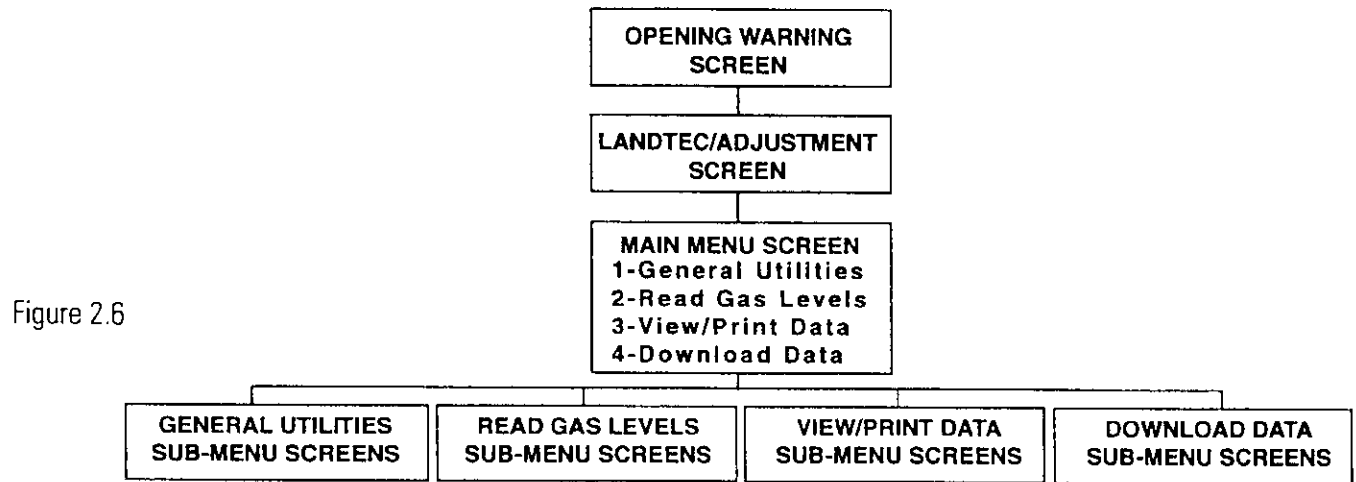 OPENING WARNING
SCREEN
LANDTEC/ADJUSTMENT
SCREEN
MAIN MENU SCREEN
1-General Utilities
2-Read Gas Levels
3-View/Print Data
4-Download Data
Figure 2.6
GENERAL UTILITIES
SUB-MENU SCREENS
READ GAS LEVELS
SUB-MENU SCREENS
VIEW/PRINT DATA
SUB-MENU SCREENS
DOWNLOAD DATA
SUB-MENU SCREENS